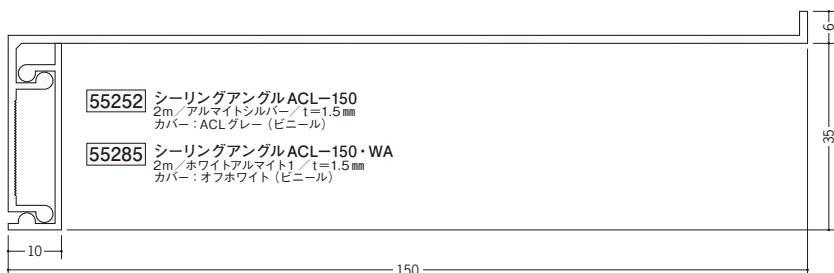 6
55252 シーリングアングルACL−150
2m／アルマイトシルバー／t＝1.5㎜
カバー：ACLグレー（ビニール）
55285 シーリングアングルACL−150・WA
2m／ホワイトアルマイト1／t＝1.5㎜
カバー：オフホワイト（ビニール）
35
10
150